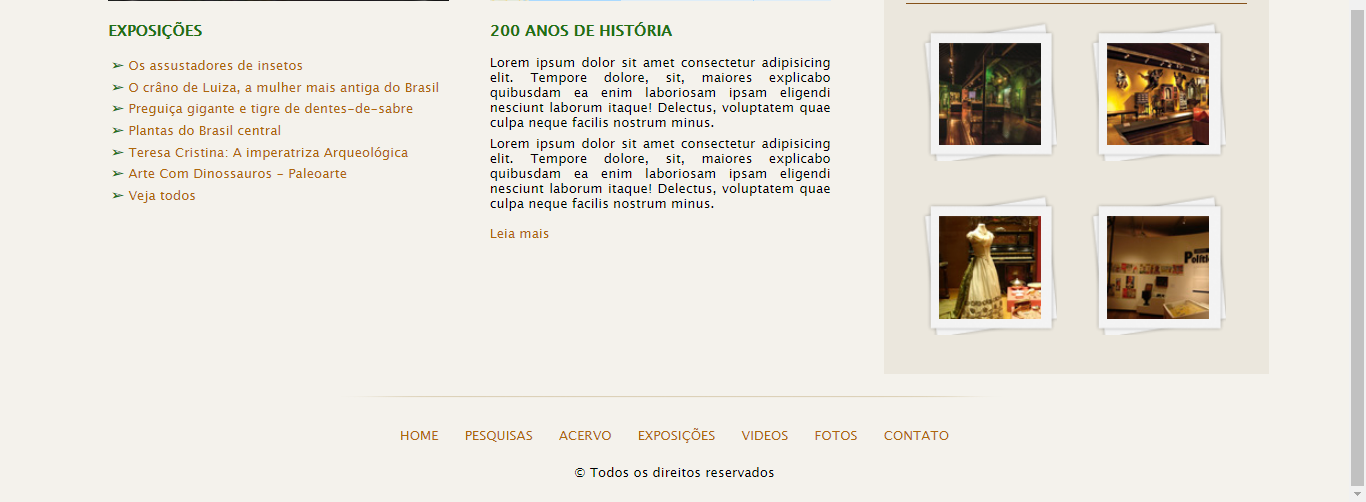 EXPOSIÇÕES
➢ Os assustadores de insetos
➢ O crâno de Luiza, a mulher mais antiga do Brasil
➢ Preguiça gigante e tigre de dentes-de-sabre
➢ Plantas do Brasil central
➢ Teresa Cristina: A imperatriza Arqueológica
➢ Arte Com Dinossauros - Paleoarte
➢ Veja todos
200 ANOS DE HISTÓRIA
Lorem ipsum dolor sit amet consectetur adipisicing
elit. Tempore dolore, sit, maiores explicabo
quibusdam ea enim laboriosam ipsam eligendi
nesciunt laborum itaque! Delectus, voluptatem quae
culpa neque facilis nostrum minus.
Lorem ipsum dolor sit amet consectetur adipisicing
elit. Tempore dolore, sit, maiores explicabo
quibusdam ea enim laboriosam ipsam eligendi
nesciunt laborum itaque! Delectus, voluptatem quae
culpa neque facilis nostrum minus.
Leia mais
HOME PESQUISAS ACERVO EXPOSIÇÕES VIDEOS FOTOS CONTATO
© Todos os direitos reservados